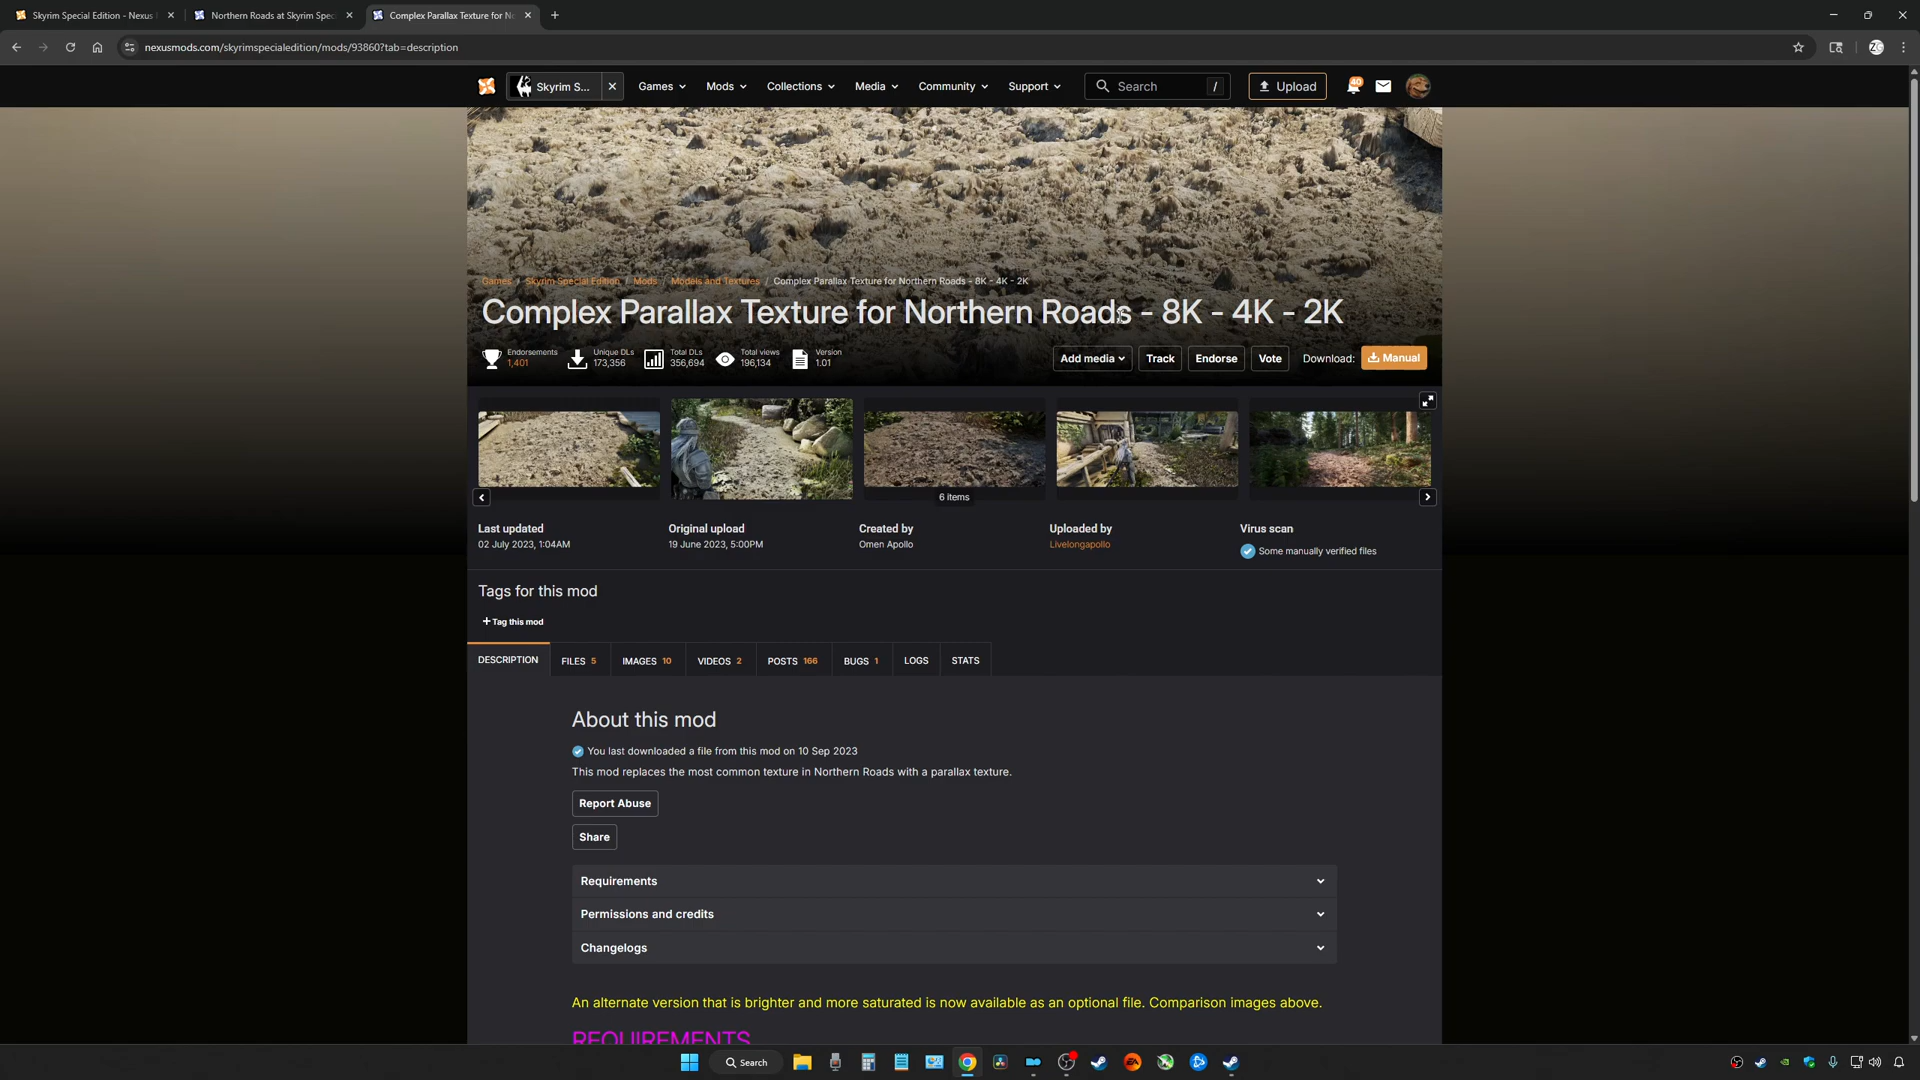 Skyrim Special Edition - Nexus
Northern Roads at Skyrim Spec
Complex Parallax Texture for No
nexusmods.com/skyrimspecialedition/mods/93860?tab=description
ZG
Skyrim S...
Games
Mods
Collections
Media
Community
Support
Search
/
Upload
40
Games / Skyrim Special Edition / Mods / Models and Textures / Complex Parallax Texture for Northern Roads - 8K - 4K - 2K
Complex Parallax Texture for Northern Roads - 8K - 4K - 2K
Endorsements
1,401
Unique DLs
173,356
Total DLs
356,694
Total views
196,134
Version
1.01
Add media
Track
Endorse
Vote
Download:
Manual
6 items
Last updated
02 July 2023, 1:04AM
Original upload
19 June 2023, 5:00PM
Created by
Omen Apollo
Uploaded by
Livelongapollo
Virus scan
Some manually verified files
Tags for this mod
+ Tag this mod
DESCRIPTION
FILES 5
IMAGES 10
VIDEOS 2
POSTS 166
BUGS 1
LOGS
STATS
About this mod
You last downloaded a file from this mod on 10 Sep 2023
This mod replaces the most common texture in Northern Roads with a parallax texture.
Report Abuse
Share
Requirements
Permissions and credits
Changelogs
An alternate version that is brighter and more saturated is now available as an optional file. Comparison images above.
REQUIREMENTS
Search
EA